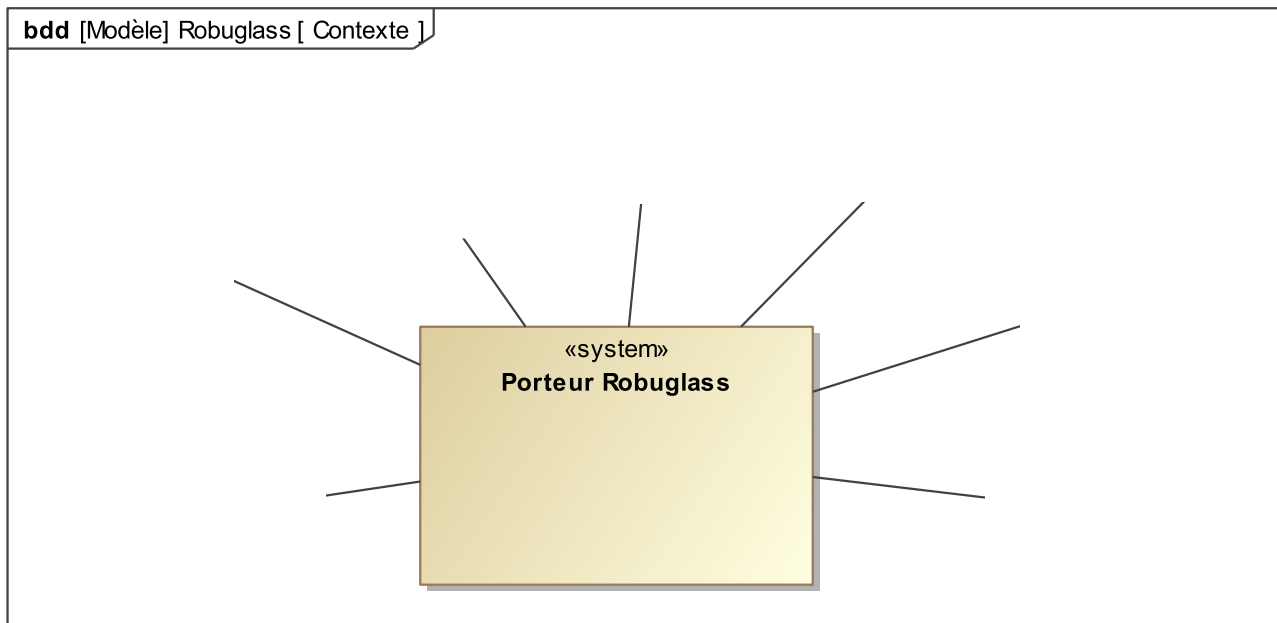 bdd [Modèle] Robuglass [ Contexte ]
«system»
Porteur Robuglass